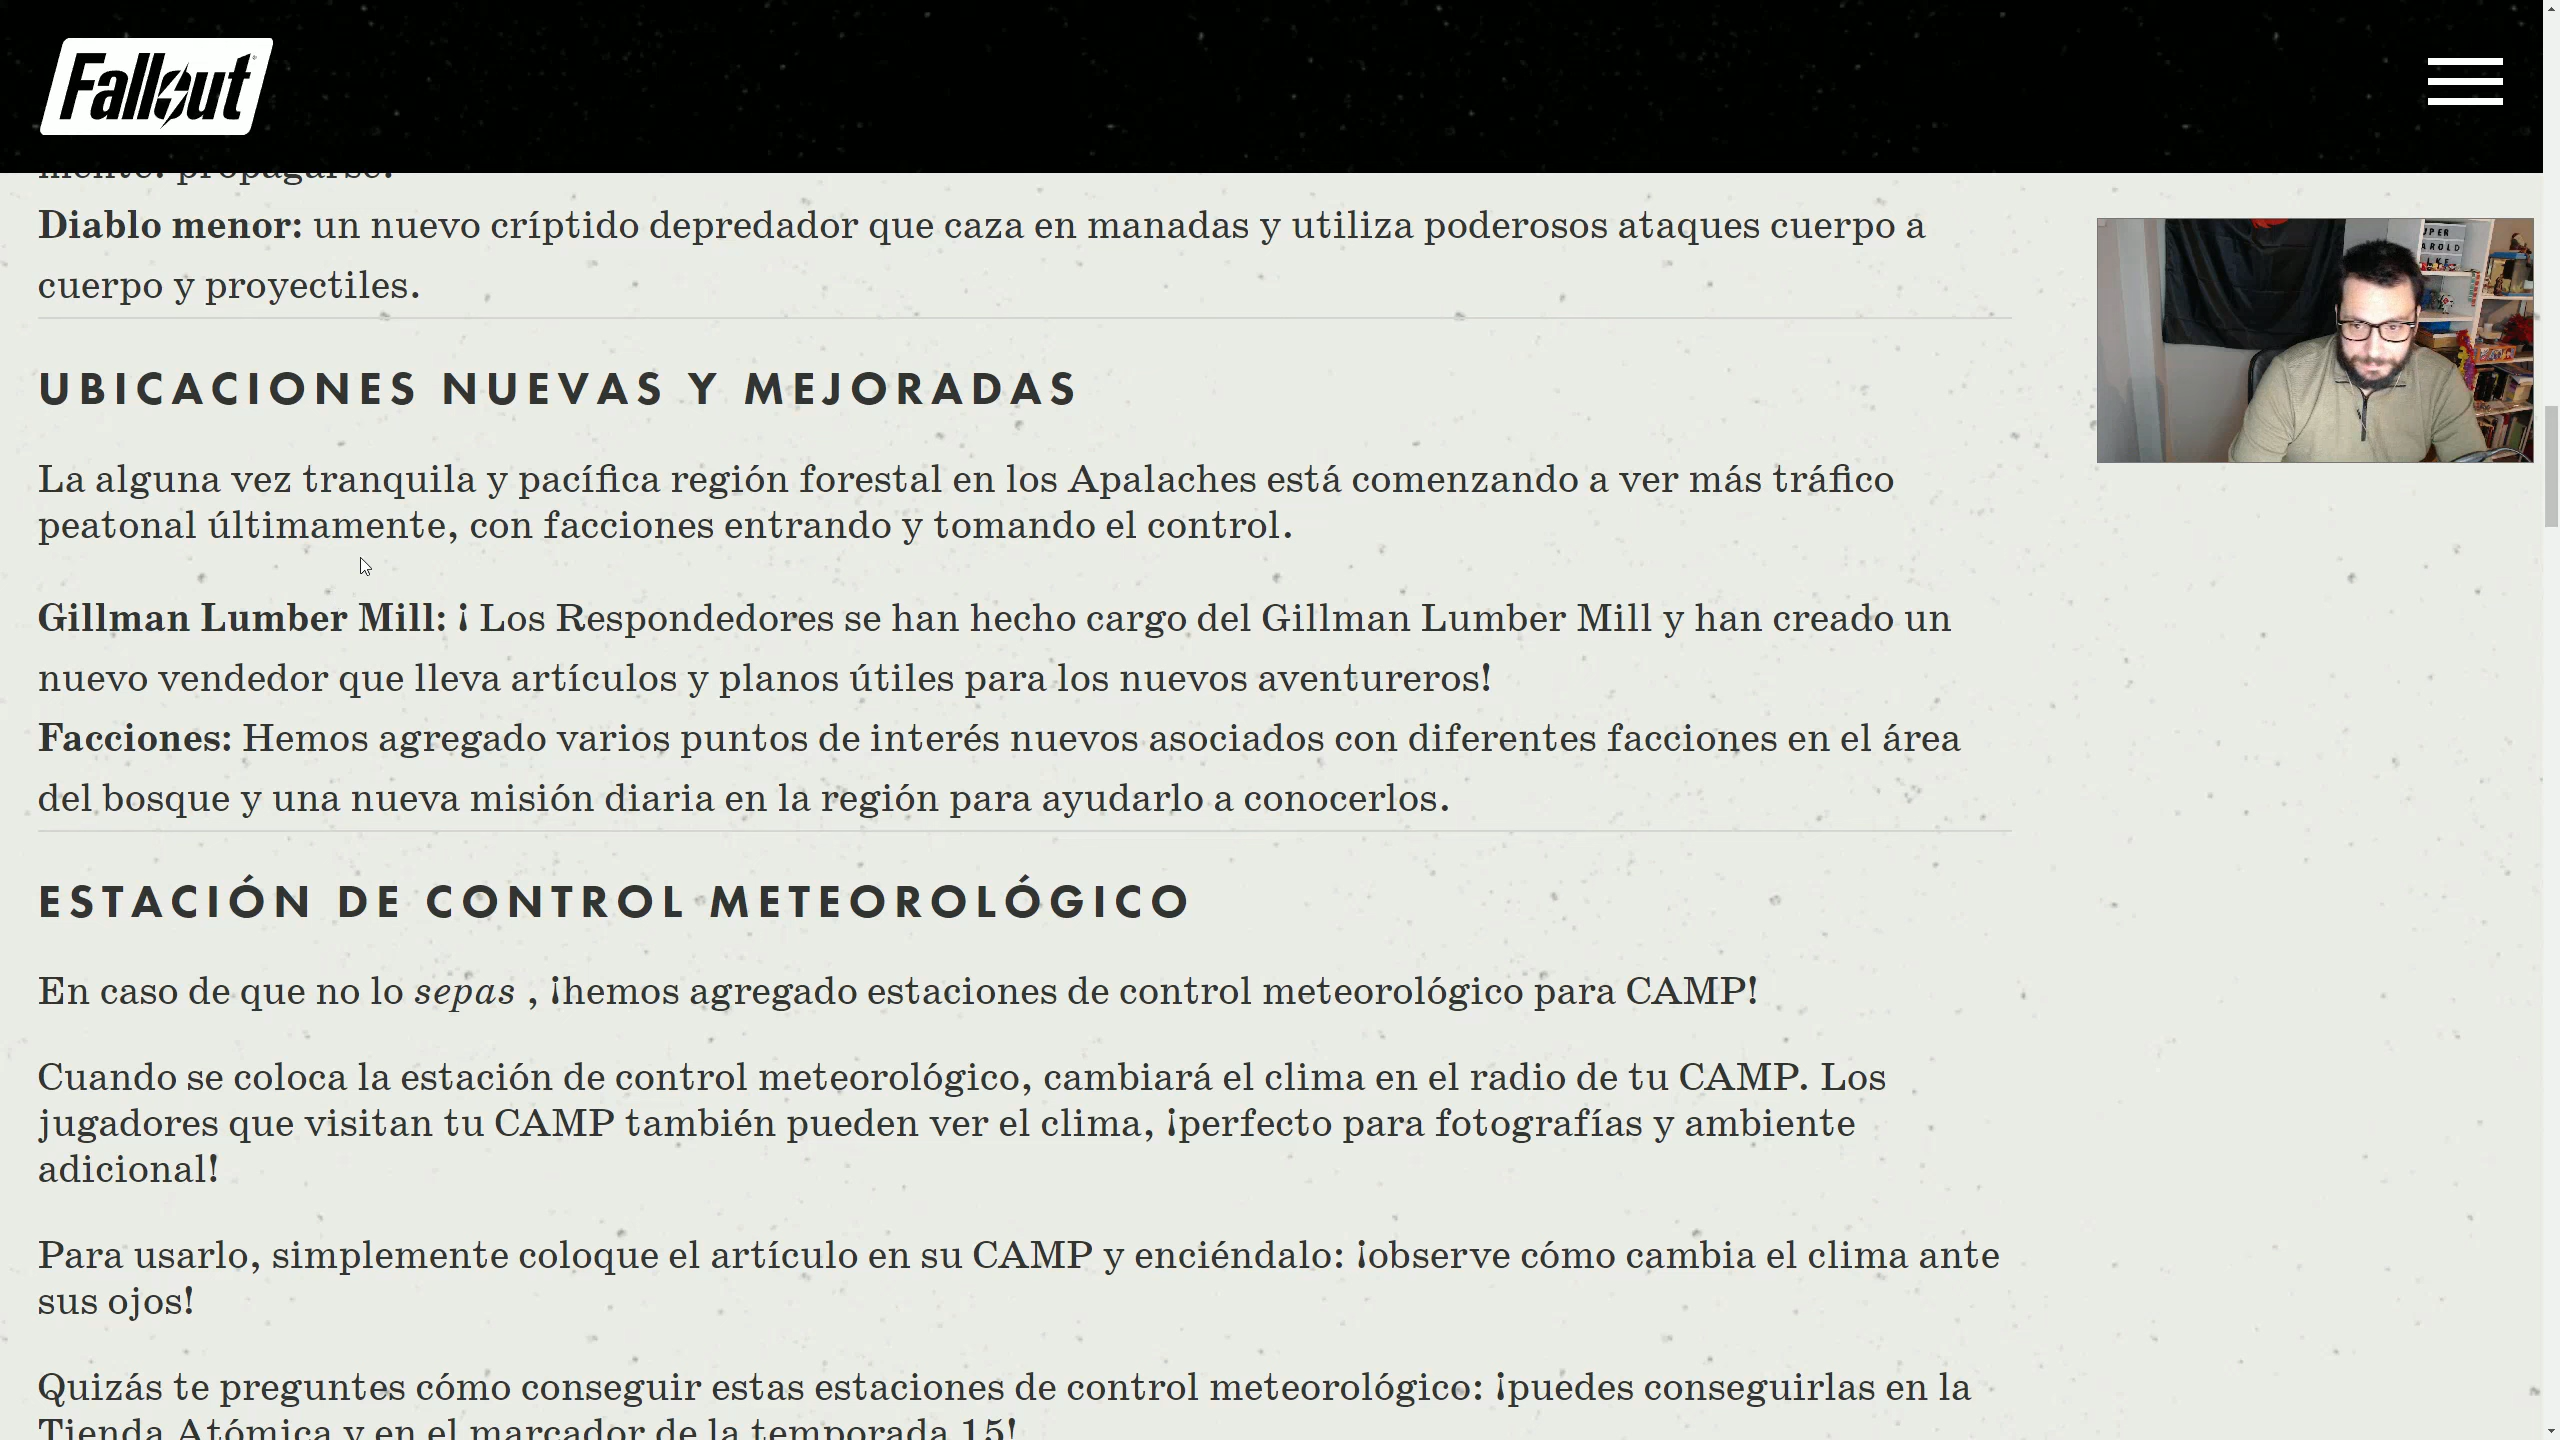 Fallout
mente: propagarse.
Diablo menor: un nuevo críptido depredador que caza en manadas y utiliza poderosos ataques cuerpo a
cuerpo y proyectiles.
UBICACIONES NUEVAS Y MEJORADAS
La alguna vez tranquila y pacífica región forestal en los Apalaches está comenzando a ver más tráfico
peatonal últimamente, con facciones entrando y tomando el control.
Gillman Lumber Mill: ¡ Los Respondedores se han hecho cargo del Gillman Lumber Mill y han creado un
nuevo vendedor que lleva artículos y planos útiles para los nuevos aventureros!
Facciones: Hemos agregado varios puntos de interés nuevos asociados con diferentes facciones en el área
del bosque y una nueva misión diaria en la región para ayudarlo a conocerlos.
ESTACIÓN DE CONTROL METEOROLÓGICO
En caso de que no lo sepas , ¡hemos agregado estaciones de control meteorológico para CAMP!
Cuando se coloca la estación de control meteorológico, cambiará el clima en el radio de tu CAMP. Los
jugadores que visitan tu CAMP también pueden ver el clima, ¡perfecto para fotografías y ambiente
adicional!
Para usarlo, simplemente coloque el artículo en su CAMP y enciéndalo: ¡observe cómo cambia el clima ante
sus ojos!
Quizás te preguntes cómo conseguir estas estaciones de control meteorológico: ¡puedes conseguirlas en la
Tienda Atómica y en el marcador de la temporada 15!